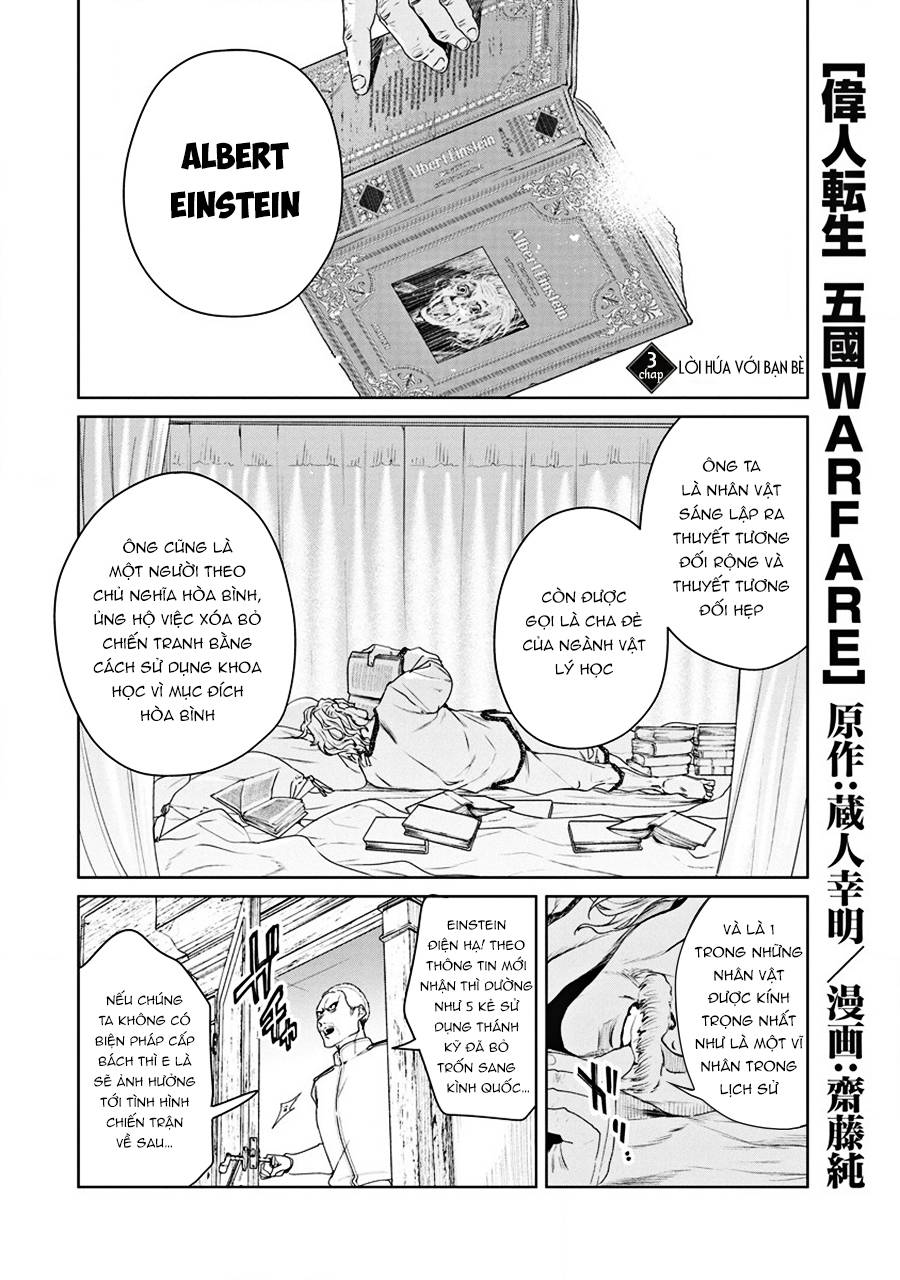 【偉人転生 五國WARFARE】原作:蔵人幸明/漫画:齋藤純
ALBERT
EINSTEIN
Albert Einstein
Albert Einstein
3
chap
LỜI HỨA VỚI BẠN BÈ
ÔNG TA
LÀ NHÂN VẬT
SÁNG LẬP RA
THUYẾT TƯƠNG
ĐỐI RỘNG VÀ
THUYẾT TƯƠNG
ĐỐI HẸP
CÒN ĐƯỢC
GỌI LÀ CHA ĐẺ
CỦA NGÀNH VẬT
LÝ HỌC
ÔNG CŨNG LÀ
MỘT NGƯỜI THEO
CHỦ NGHĨA HÒA BÌNH,
ỦNG HỘ VIỆC XÓA BỎ
CHIẾN TRANH BẰNG
CÁCH SỬ DỤNG KHOA
HỌC VÌ MỤC ĐÍCH
HÒA BÌNH
VÀ LÀ 1
TRONG NHỮNG
NHÂN VẬT
ĐƯỢC KÍNH
TRỌNG NHẤT
NHƯ LÀ MỘT VĨ
NHÂN TRONG
LỊCH SỬ
EINSTEIN
ĐIỆN HẠ! THEO
THÔNG TIN MỚI
NHẬN THÌ DƯỜNG
NHƯ 5 KẺ SỬ
DỤNG THÁNH
KỲ ĐÃ BỎ
TRỐN SANG
KÌNH QUỐC...
NẾU CHÚNG
TA KHÔNG CÓ
BIỆN PHÁP CẤP
BÁCH THÌ E LÀ
SẼ ẢNH HƯỞNG
TỚI TÌNH HÌNH
CHIẾN TRẬN
VỀ SAU...